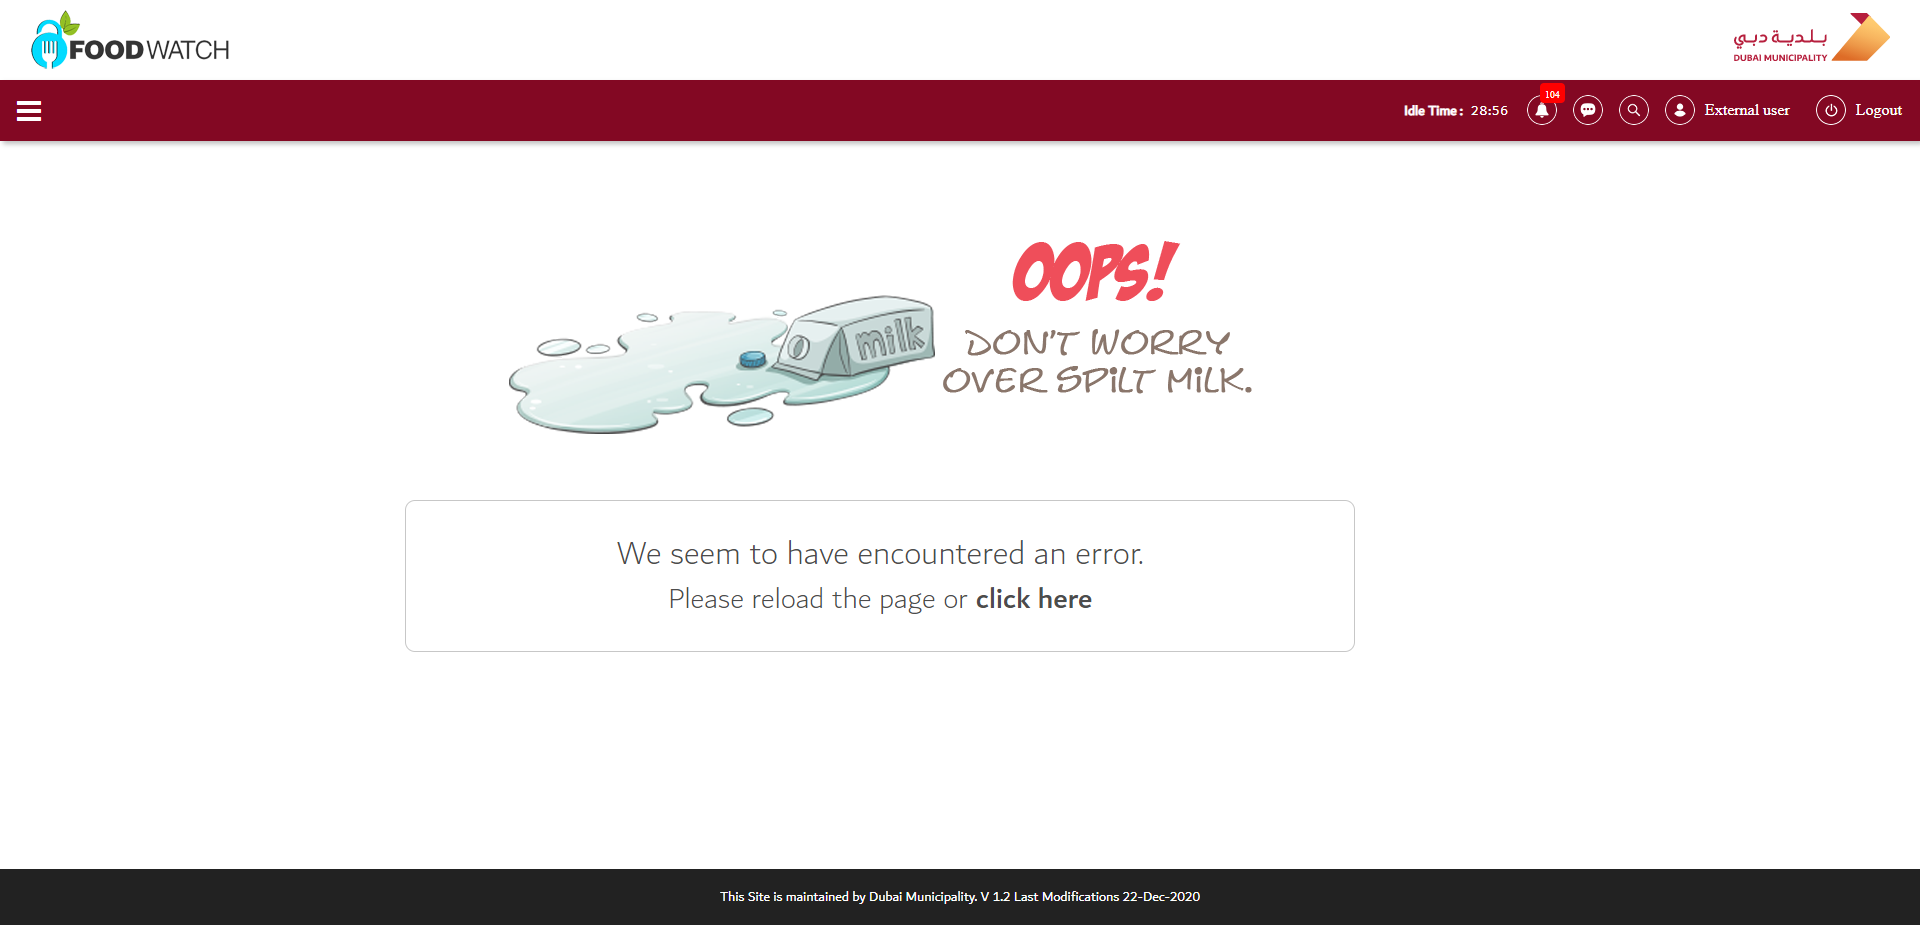 FOODWATCH
بلدية دبي
DUBAI MUNICIPALITY
Idle Time : 28:56
104
External user
Logout
OOPS!
milk
DON'T WORRY
OVER SPILT MILK.
We seem to have encountered an error.
Please reload the page or click here
This Site is maintained by Dubai Municipality. V 1.2 Last Modifications 22-Dec-2020